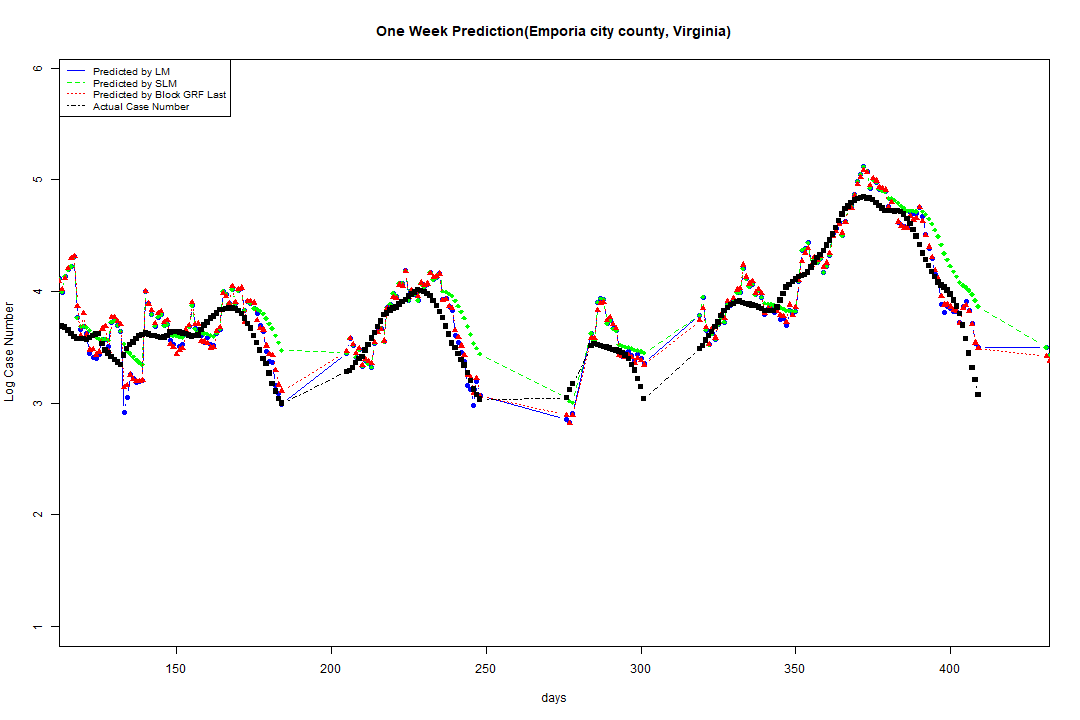 One Week Prediction(Emporia city county, Virginia)
Predicted by LM
Predicted by SLM
Predicted by Block GRF Last
Actual Case Number
Log Case Number
6
5
4
3
2
1
150 200 250 300 350 400
days